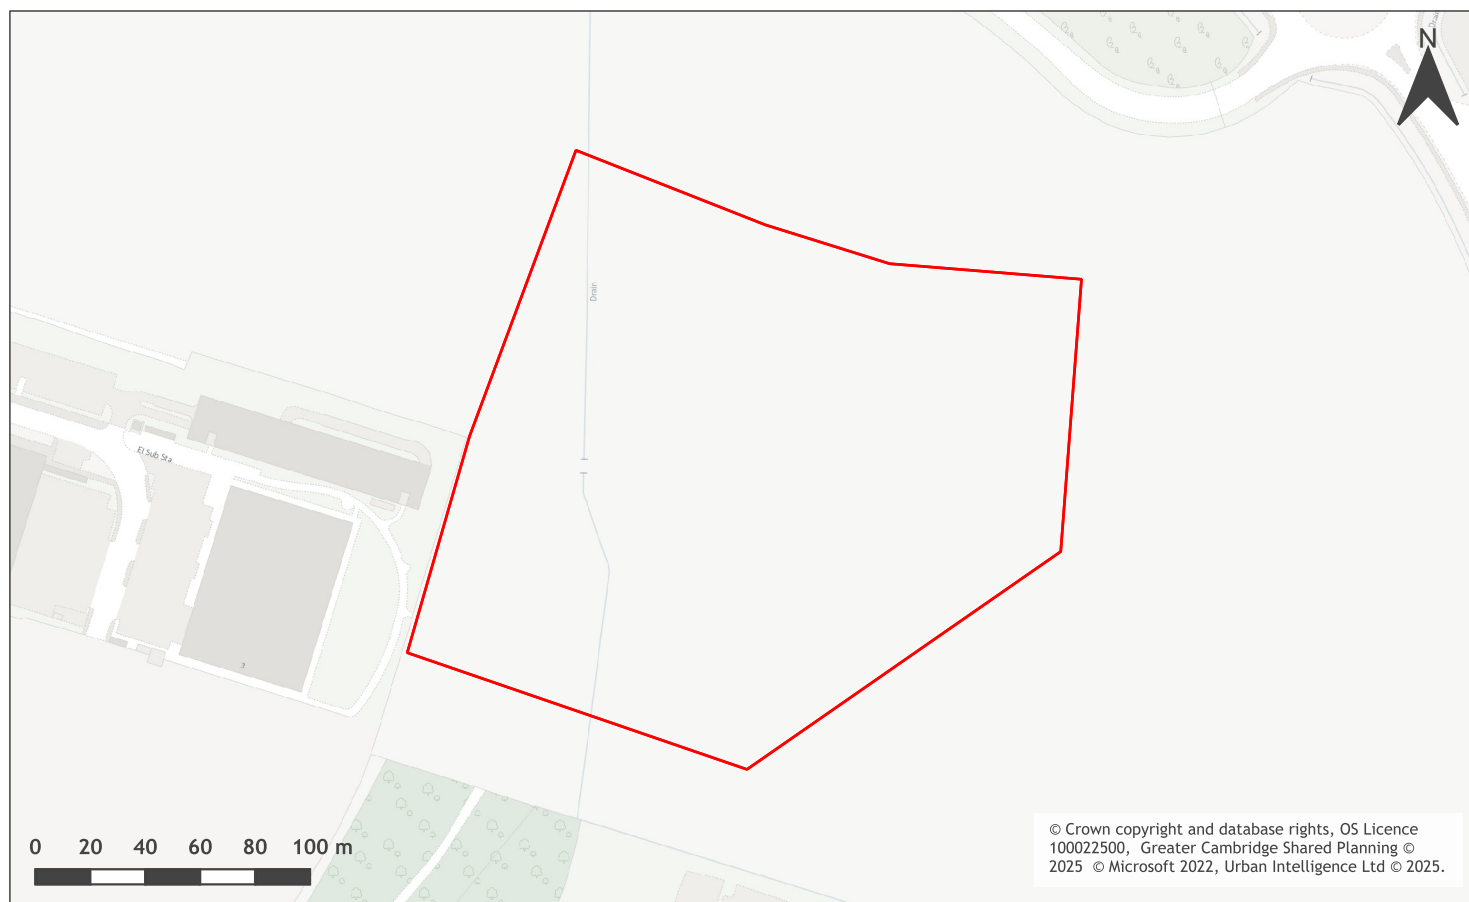 Drain
N
Drain
El Sub Sta
3
0 20 40 60 80 100 m
© Crown copyright and database rights, OS Licence
100022500, Greater Cambridge Shared Planning ©
2025 © Microsoft 2022, Urban Intelligence Ltd © 2025.